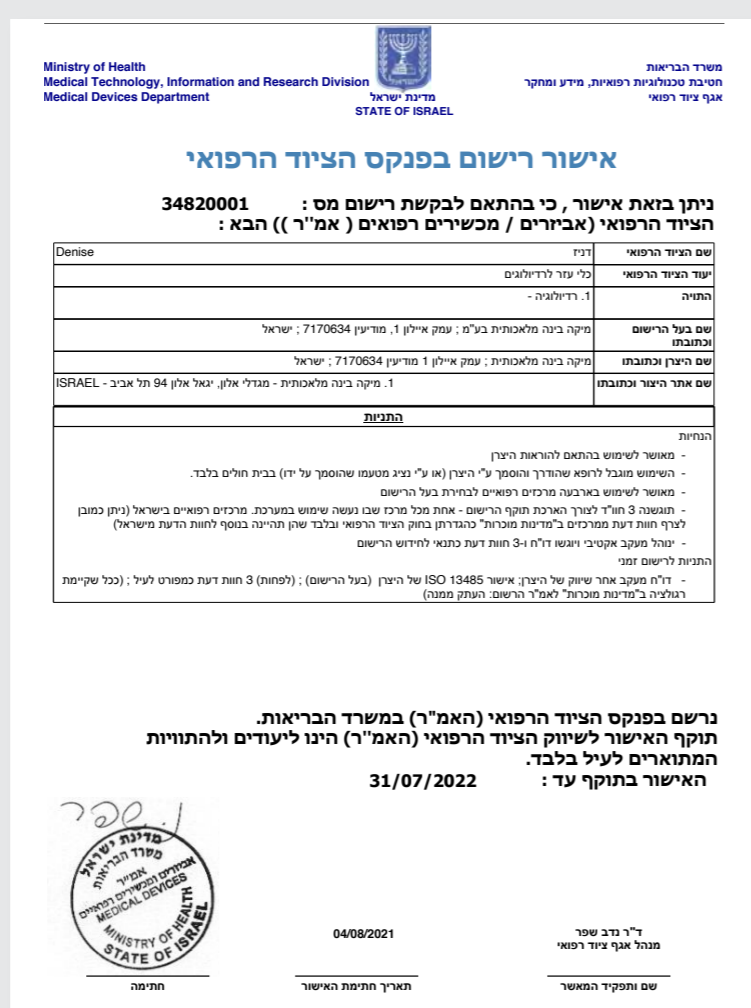 Ministry of Health
Medical Technology, Information and Research Division
Medical Devices Department
מדינת ישראל
STATE OF ISRAEL
משרד הבריאות
חטיבת טכנולוגיות רפואיות, מידע ומחקר
אגף ציוד רפואי
אישור רישום בפנקס הציוד הרפואי
ניתן בזאת אישור , כי בהתאם לבקשת רישום מס : 34820001
הציוד הרפואי (אביזרים / מכשירים רפואים ( אמ"ר )) הבא :
שם הציוד הרפואי דניז Denise
יעוד הציוד הרפואי כלי עזר לרדיולוגים
התויה 1. רדיולוגיה -
שם בעל הרישום וכתובתו מיקה בינה מלאכותית בע"מ ; עמק איילון 1, מודיעין 7170634 ; ישראל
שם היצרן וכתובתו מיקה בינה מלאכותית ; עמק איילון 1 מודיעין 7170634 ; ישראל
שם אתר היצור וכתובתו 1. מיקה בינה מלאכותית - מגדלי אלון, יגאל אלון 94 תל אביב - ISRAEL
התניות
הנחיות
- מאושר לשימוש בהתאם להוראות היצרן
- השימוש מוגבל לרופא שהודרך והוסמך ע"י היצרן (או ע"י נציג מטעמו שהוסמך על ידו) בבית חולים בלבד.
- מאושר לשימוש בארבעה מרכזים רפואיים לבחירת בעל הרישום
- תוגשנה 3 חוו"ד לצורך הארכת תוקף הרישום - אחת מכל מרכז שבו נעשה שימוש במערכת. מרכזים רפואיים בישראל (ניתן כמובן
לצרף חוות דעת ממרכזים ב"מדינות מוכרות" כהגדרתן בחוק הציוד הרפואי ובלבד שהן תהיינה בנוסף לחוות הדעת מישראל)
- ינוהל מעקב אקטיבי ויוגשו דו"ח ו-3 חוות דעת כתנאי לחידוש הרישום
התניות לרישום זמני
- דו"ח מעקב אחר שיווק של היצרן; אישור ISO 13485 של היצרן (בעל הרישום) ; (לפחות) 3 חוות דעת כמפורט לעיל ; (ככל שקיימת
רגולציה ב"מדינות מוכרות" לאמ"ר הרשום: העתק ממנה)
נרשם בפנקס הציוד הרפואי (האמ"ר) במשרד הבריאות.
תוקף האישור לשיווק הציוד הרפואי (האמ"ר) הינו ליעודים ולהתוויות
המתוארים לעיל בלבד.
האישור בתוקף עד : 31/07/2022
מדינת ישראל
משרד הבריאות
אמ"ר
אביזרים ומכשירים רפואיים
MEDICAL DEVICES
MINISTRY OF HEALTH
STATE OF ISRAEL
ד"ר נדב שפר
מנהל אגף ציוד רפואי
04/08/2021
שם ותפקיד המאשר
תאריך חתימת האישור
חתימה